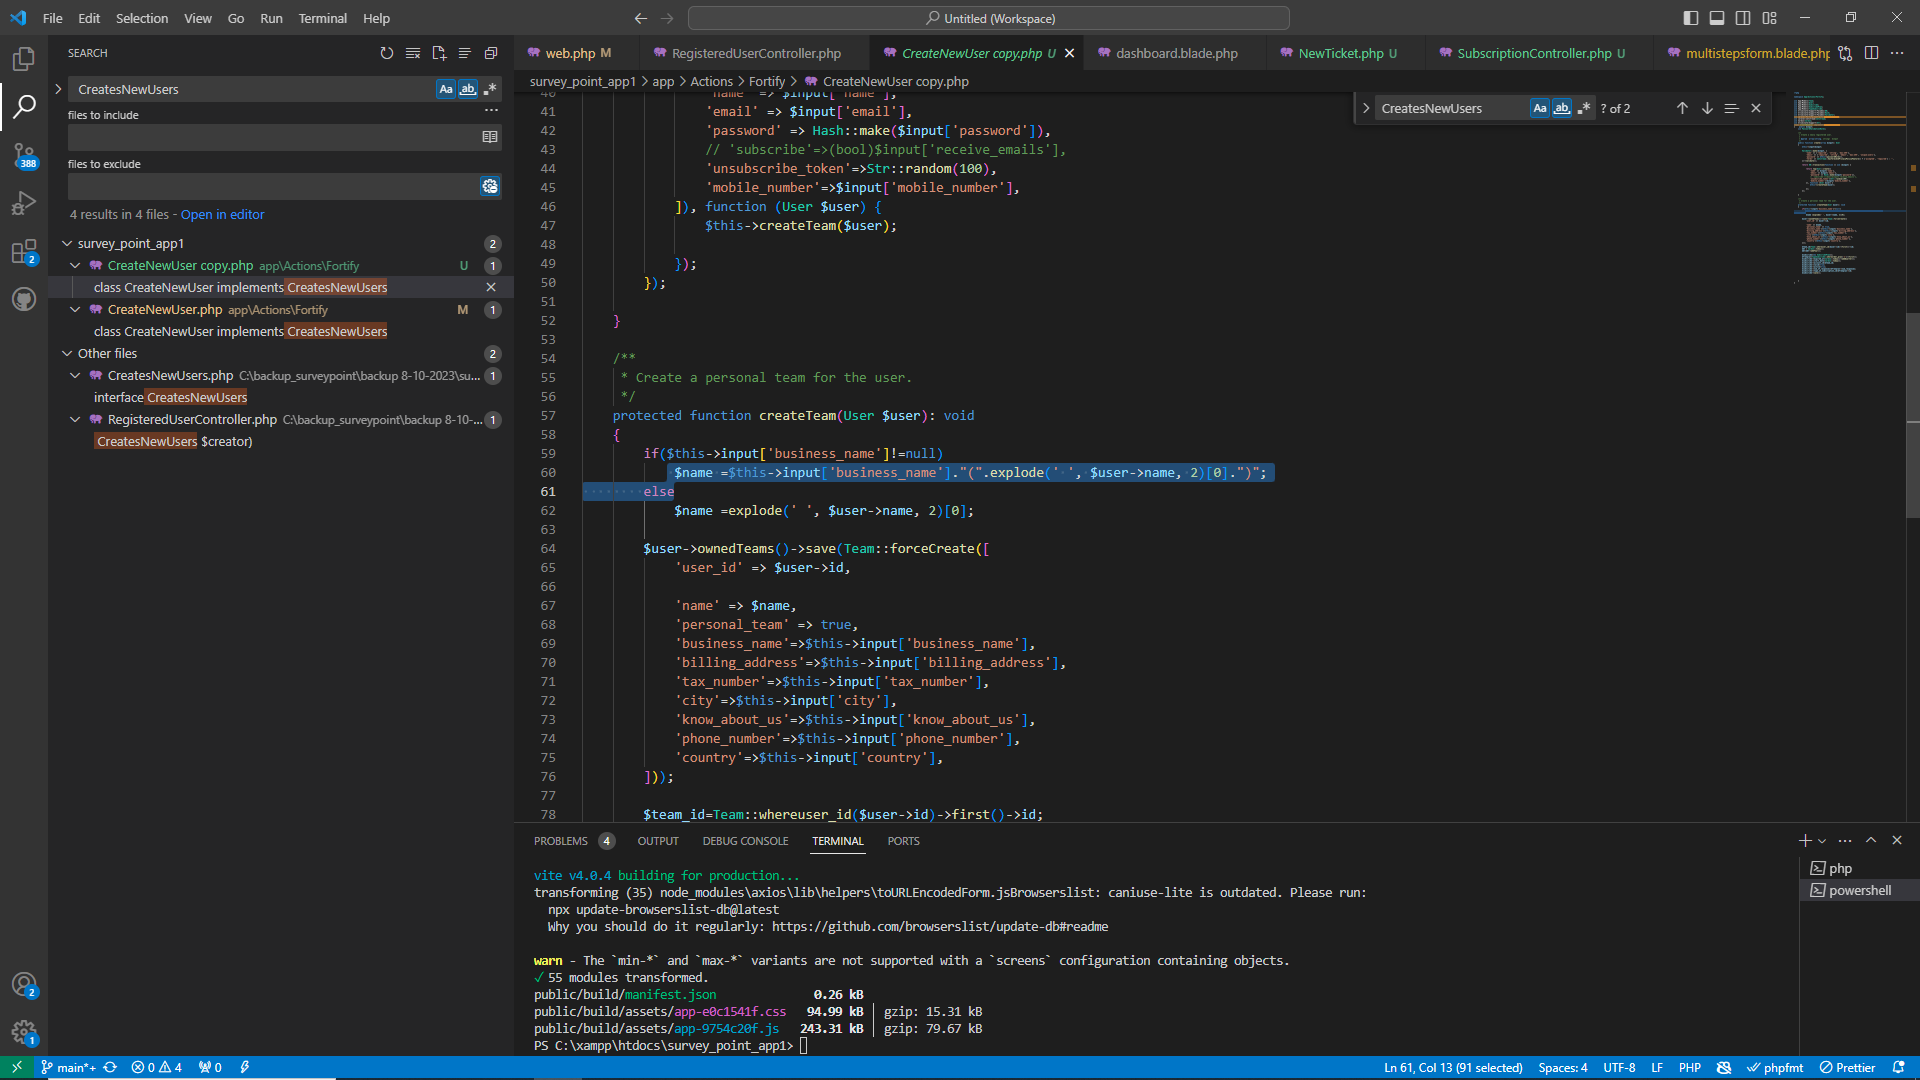 File Edit Selection View Go Run Terminal Help
Untitled (Workspace)
SEARCH
CreatesNewUsers
files to include
files to exclude
4 results in 4 files - Open in editor
survey_point_app1 2
CreateNewUser copy.php app\Actions\Fortify U 1
class CreateNewUser implements CreatesNewUsers
CreateNewUser.php app\Actions\Fortify M 1
class CreateNewUser implements CreatesNewUsers
Other files 2
CreatesNewUsers.php C:\backup_surveypoint\backup 8-10-2023\su... 1
interface CreatesNewUsers
RegisteredUserController.php C:\backup_surveypoint\backup 8-10-... 1
CreatesNewUsers $creator)
388
2
2
1
web.php M RegisteredUserController.php CreateNewUser copy.php U dashboard.blade.php NewTicket.php U SubscriptionController.php U multistepsform.blade.php
survey_point_app1 > app > Actions > Fortify > CreateNewUser copy.php
CreatesNewUsers Aa ab .* ? of 2
40 'name' => $input['name'],
41 'email' => $input['email'],
42 'password' => Hash::make($input['password']),
43 // 'subscribe'=>(bool)$input['receive_emails'],
44 'unsubscribe_token'=>Str::random(100),
45 'mobile_number'=>$input['mobile_number'],
46 ]), function (User $user) {
47 $this->createTeam($user);
48
49 });
50 });
51
52 }
53
54 /**
55 * Create a personal team for the user.
56 */
57 protected function createTeam(User $user): void
58 {
59 if($this->input['business_name']!=null)
60 $name =$this->input['business_name']."(".explode(' ', $user->name, 2)[0].")";
61 else
62 $name =explode(' ', $user->name, 2)[0];
63
64 $user->ownedTeams()->save(Team::forceCreate([
65 'user_id' => $user->id,
66
67 'name' => $name,
68 'personal_team' => true,
69 'business_name'=>$this->input['business_name'],
70 'billing_address'=>$this->input['billing_address'],
71 'tax_number'=>$this->input['tax_number'],
72 'city'=>$this->input['city'],
73 'know_about_us'=>$this->input['know_about_us'],
74 'phone_number'=>$this->input['phone_number'],
75 'country'=>$this->input['country'],
76 ]));
77
78 $team_id=Team::whereuser_id($user->id)->first()->id;
PROBLEMS 4 OUTPUT DEBUG CONSOLE TERMINAL PORTS
vite v4.0.4 building for production...
transforming (35) node_modules\axios\lib\helpers\toURLEncodedForm.jsBrowserslist: caniuse-lite is outdated. Please run:
npx update-browserslist-db@latest
Why you should do it regularly: https://github.com/browserslist/update-db#readme
warn - The `min-*` and `max-*` variants are not supported with a `screens` configuration containing objects.
✓ 55 modules transformed.
public/build/manifest.json 0.26 kB
public/build/assets/app-e0c1541f.css 94.99 kB │ gzip: 15.31 kB
public/build/assets/app-9754c20f.js 243.31 kB │ gzip: 79.67 kB
PS C:\xampp\htdocs\survey_point_app1>
php
powershell
main*+ 0 4 0 Ln 61, Col 13 (91 selected) Spaces: 4 UTF-8 LF PHP phpfmt Prettier